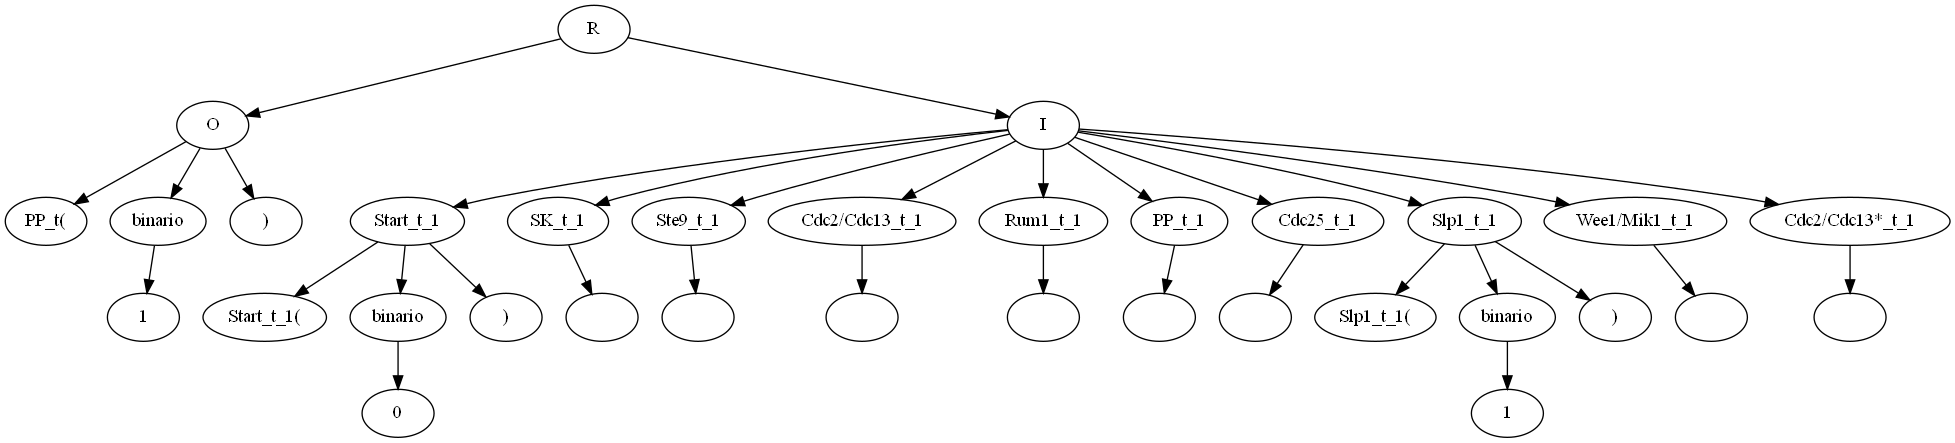 R
O
I
PP_t(
binario
)
Start_t_1
SK_t_1
Ste9_t_1
Cdc2/Cdc13_t_1
Rum1_t_1
PP_t_1
Cdc25_t_1
Slp1_t_1
Wee1/Mik1_t_1
Cdc2/Cdc13*_t_1
1
Start_t_1(
binario
)
Slp1_t_1(
binario
)
0
1